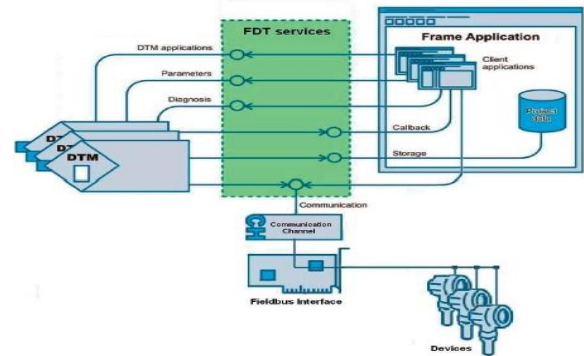 FDT services
Frame Application
DTM applications
Client
applications
Parameters
Diagnosis
Callback
Project
data
DTM
Storage
Communication
CH
Communication
Channel
Fieldbus Interface
Devices